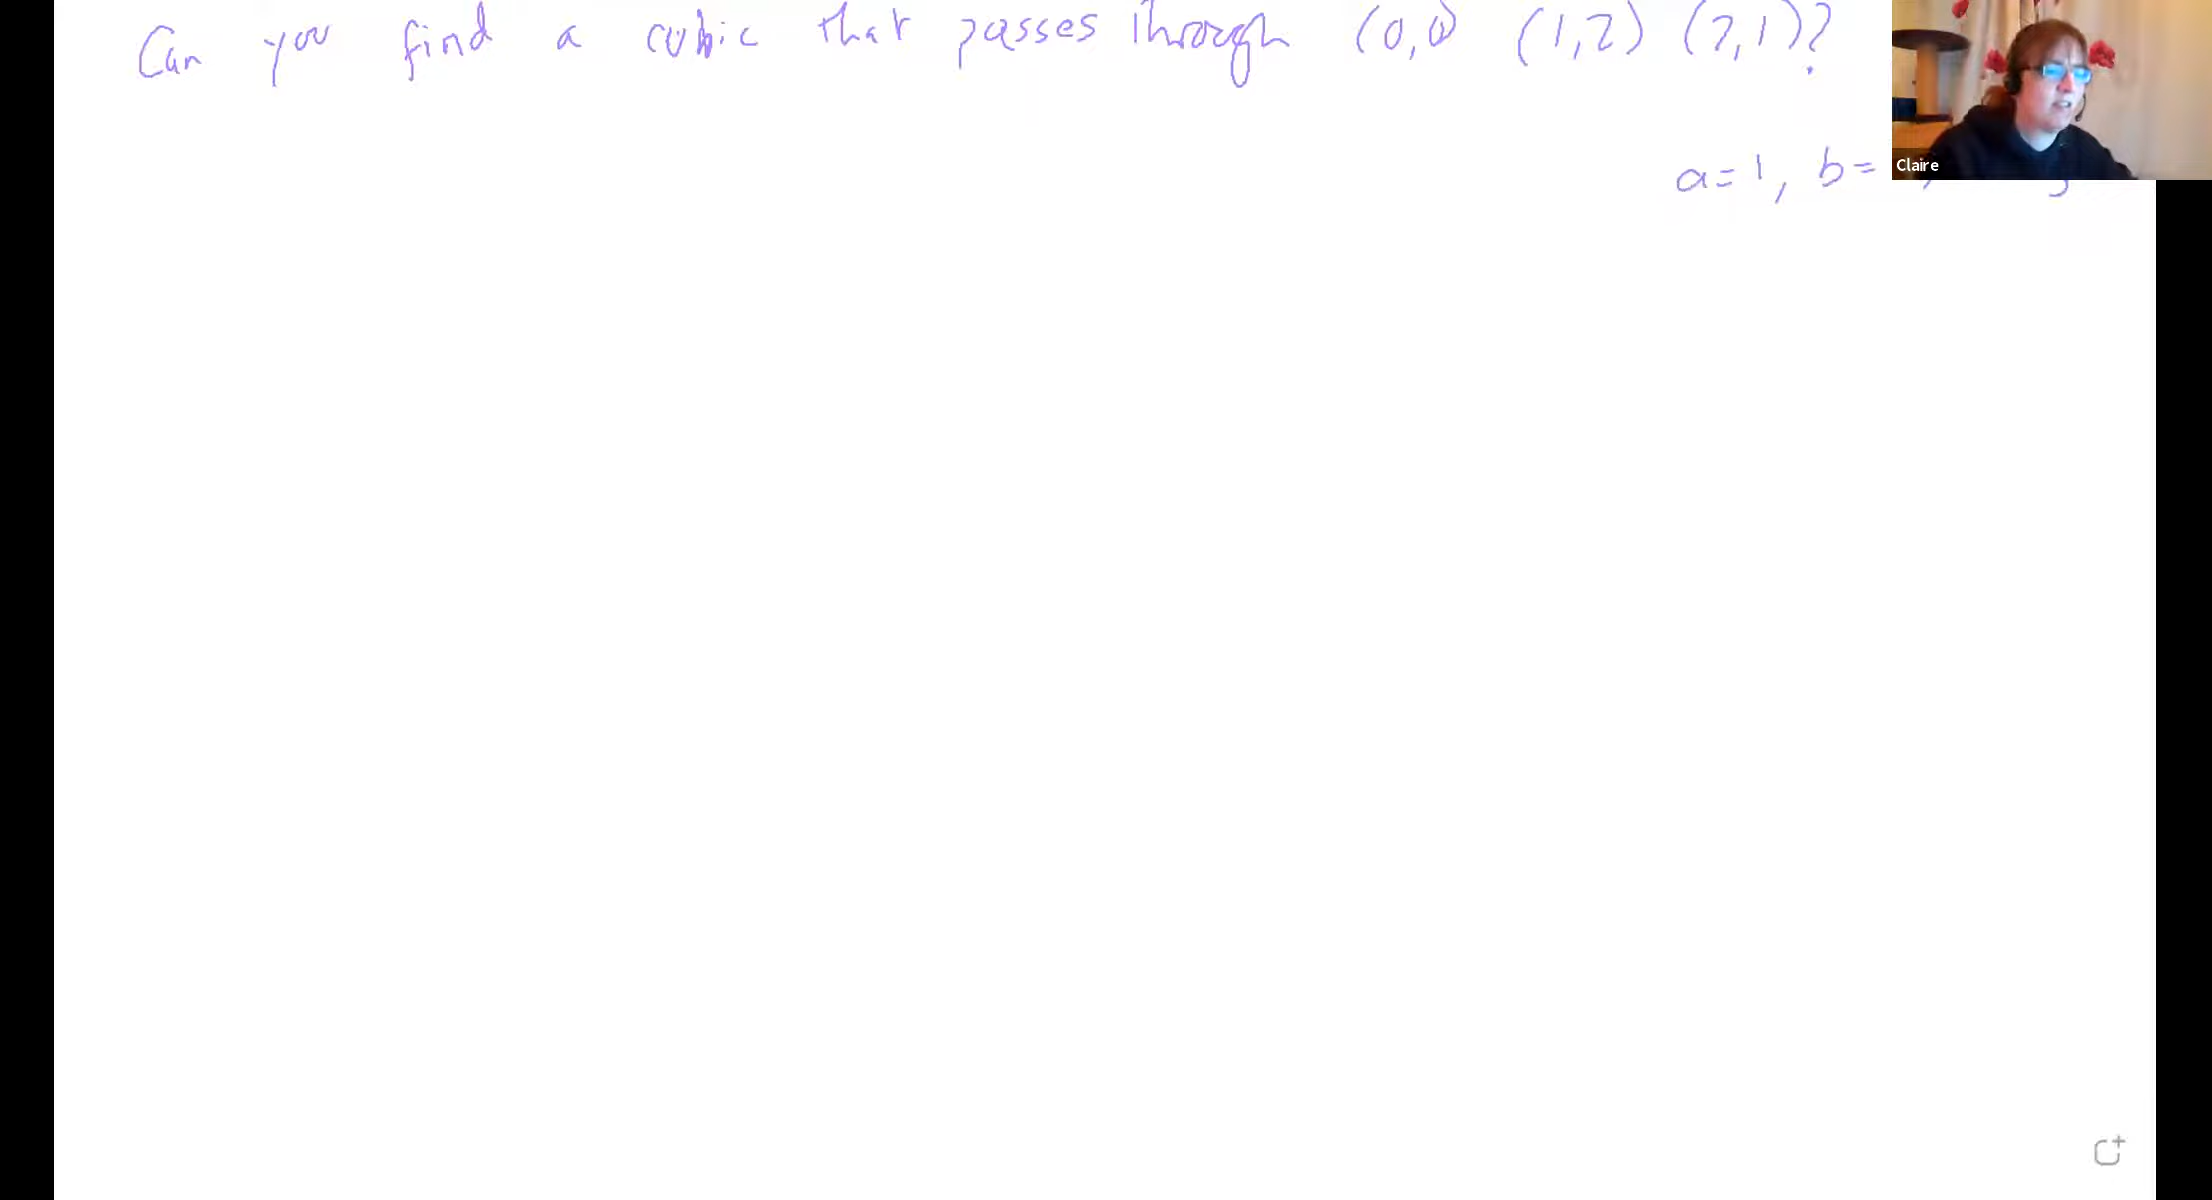 Can you find a cubic that passes through (0,0) (1,2) (2,1)?
Claire
a=1, b=